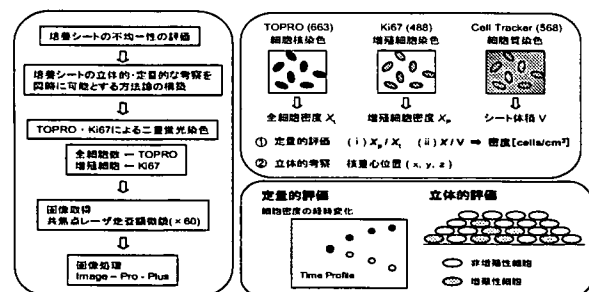 培養シートの不均一性の評価
培養シートの立体的・定量的な考察を
同時に可能とする方法論の構築
TOPRO・Ki67による二重蛍光染色
全細胞数 ー TOPRO
増殖細胞 ー Ki67
画像取得
共焦点レーザ走査顕微鏡(×60)
画像処理
Image-Pro-Plus
TOPRO (663)
細胞核染色
Ki67 (488)
増殖細胞染色
Cell Tracker (568)
細胞質染色
全細胞密度 Xt
増殖細胞密度 Xp
シート体積 V
① 定量的評価 (i) Xp / Xt (ii) X / V ⇒ 密度[cells/cm³]
② 立体的考察 核重心位置 (x, y, z)
定量的評価
細胞密度の経時変化
Time Profile
立体的評価
非増殖性細胞
増殖性細胞